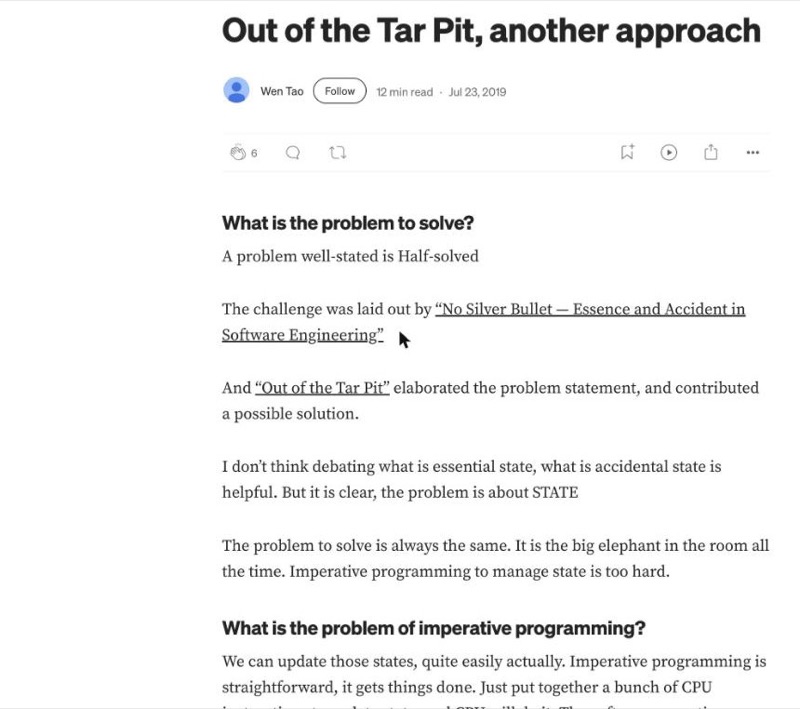 Out of the Tar Pit, another approach
Wen Tao Follow 12 min read · Jul 23, 2019
6
What is the problem to solve?
A problem well-stated is Half-solved
The challenge was laid out by “No Silver Bullet — Essence and Accident in
Software Engineering”
And “Out of the Tar Pit” elaborated the problem statement, and contributed
a possible solution.
I don’t think debating what is essential state, what is accidental state is
helpful. But it is clear, the problem is about STATE
The problem to solve is always the same. It is the big elephant in the room all
the time. Imperative programming to manage state is too hard.
What is the problem of imperative programming?
We can update those states, quite easily actually. Imperative programming is
straightforward, it gets things done. Just put together a bunch of CPU